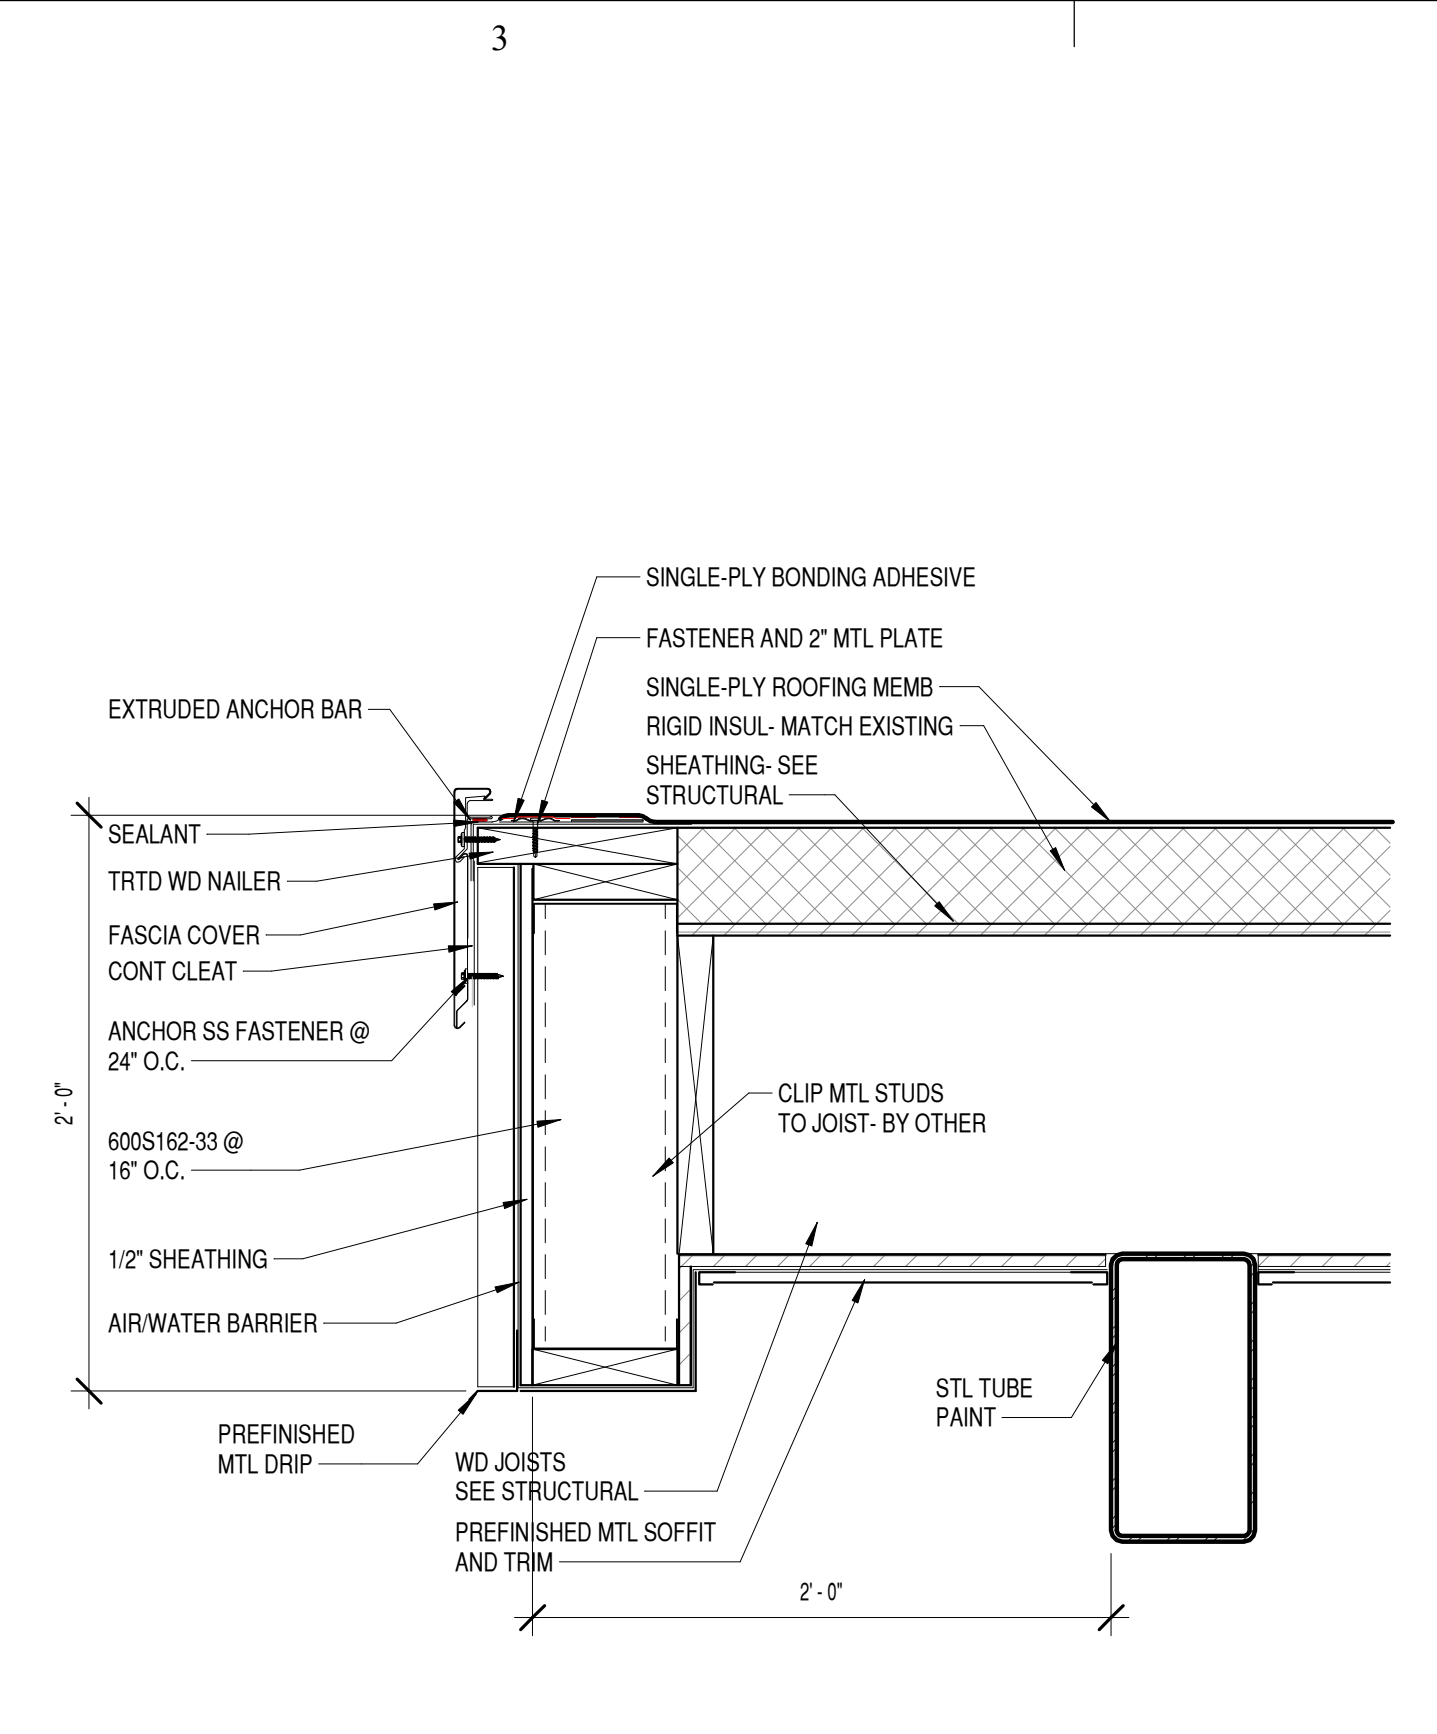 3
SINGLE-PLY BONDING ADHESIVE
FASTENER AND 2" MTL PLATE
SINGLE-PLY ROOFING MEMB
RIGID INSUL- MATCH EXISTING
SHEATHING- SEE
STRUCTURAL
EXTRUDED ANCHOR BAR
SEALANT
TRTD WD NAILER
FASCIA COVER
CONT CLEAT
ANCHOR SS FASTENER @
24" O.C.
2' - 0"
600S162-33 @
16" O.C.
1/2" SHEATHING
AIR/WATER BARRIER
CLIP MTL STUDS
TO JOIST- BY OTHER
PREFINISHED
MTL DRIP
WD JOISTS
SEE STRUCTURAL
PREFINISHED MTL SOFFIT
AND TRIM
STL TUBE
PAINT
2' - 0"